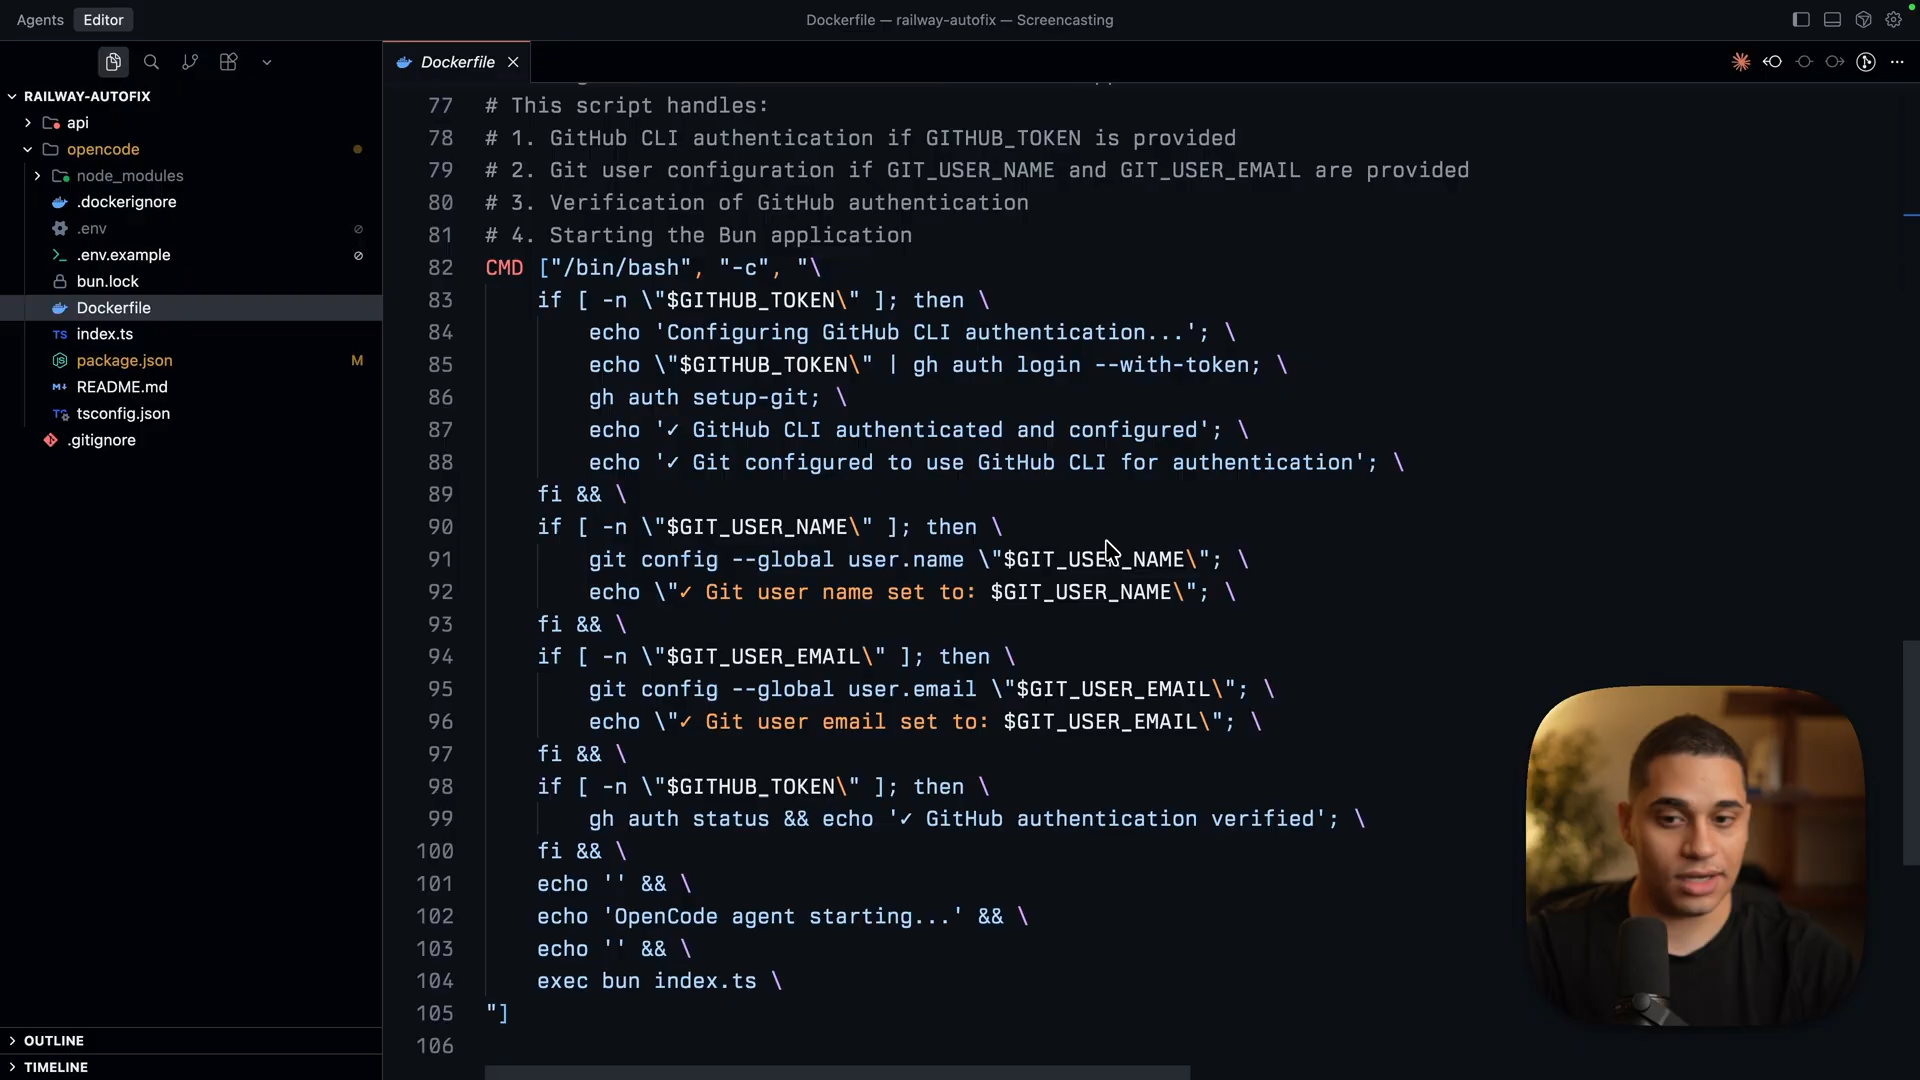 Agents Editor
Dockerfile — railway-autofix — Screencasting
RAILWAY-AUTOFIX
api
opencode
node_modules
.dockerignore
.env
.env.example
bun.lock
Dockerfile
TS index.ts
package.json M
README.md
TS tsconfig.json
.gitignore
OUTLINE
TIMELINE
Dockerfile
77 # This script handles:
78 # 1. GitHub CLI authentication if GITHUB_TOKEN is provided
79 # 2. Git user configuration if GIT_USER_NAME and GIT_USER_EMAIL are provided
80 # 3. Verification of GitHub authentication
81 # 4. Starting the Bun application
82 CMD ["/bin/bash", "-c", "\
83 if [ -n \"$GITHUB_TOKEN\" ]; then \
84 echo 'Configuring GitHub CLI authentication...'; \
85 echo \"$GITHUB_TOKEN\" | gh auth login --with-token; \
86 gh auth setup-git; \
87 echo '✓ GitHub CLI authenticated and configured'; \
88 echo '✓ Git configured to use GitHub CLI for authentication'; \
89 fi && \
90 if [ -n \"$GIT_USER_NAME\" ]; then \
91 git config --global user.name \"$GIT_USER_NAME\"; \
92 echo \"✓ Git user name set to: $GIT_USER_NAME\"; \
93 fi && \
94 if [ -n \"$GIT_USER_EMAIL\" ]; then \
95 git config --global user.email \"$GIT_USER_EMAIL\"; \
96 echo \"✓ Git user email set to: $GIT_USER_EMAIL\"; \
97 fi && \
98 if [ -n \"$GITHUB_TOKEN\" ]; then \
99 gh auth status && echo '✓ GitHub authentication verified'; \
100 fi && \
101 echo '' && \
102 echo 'OpenCode agent starting...' && \
103 echo '' && \
104 exec bun index.ts \
105 "]
106